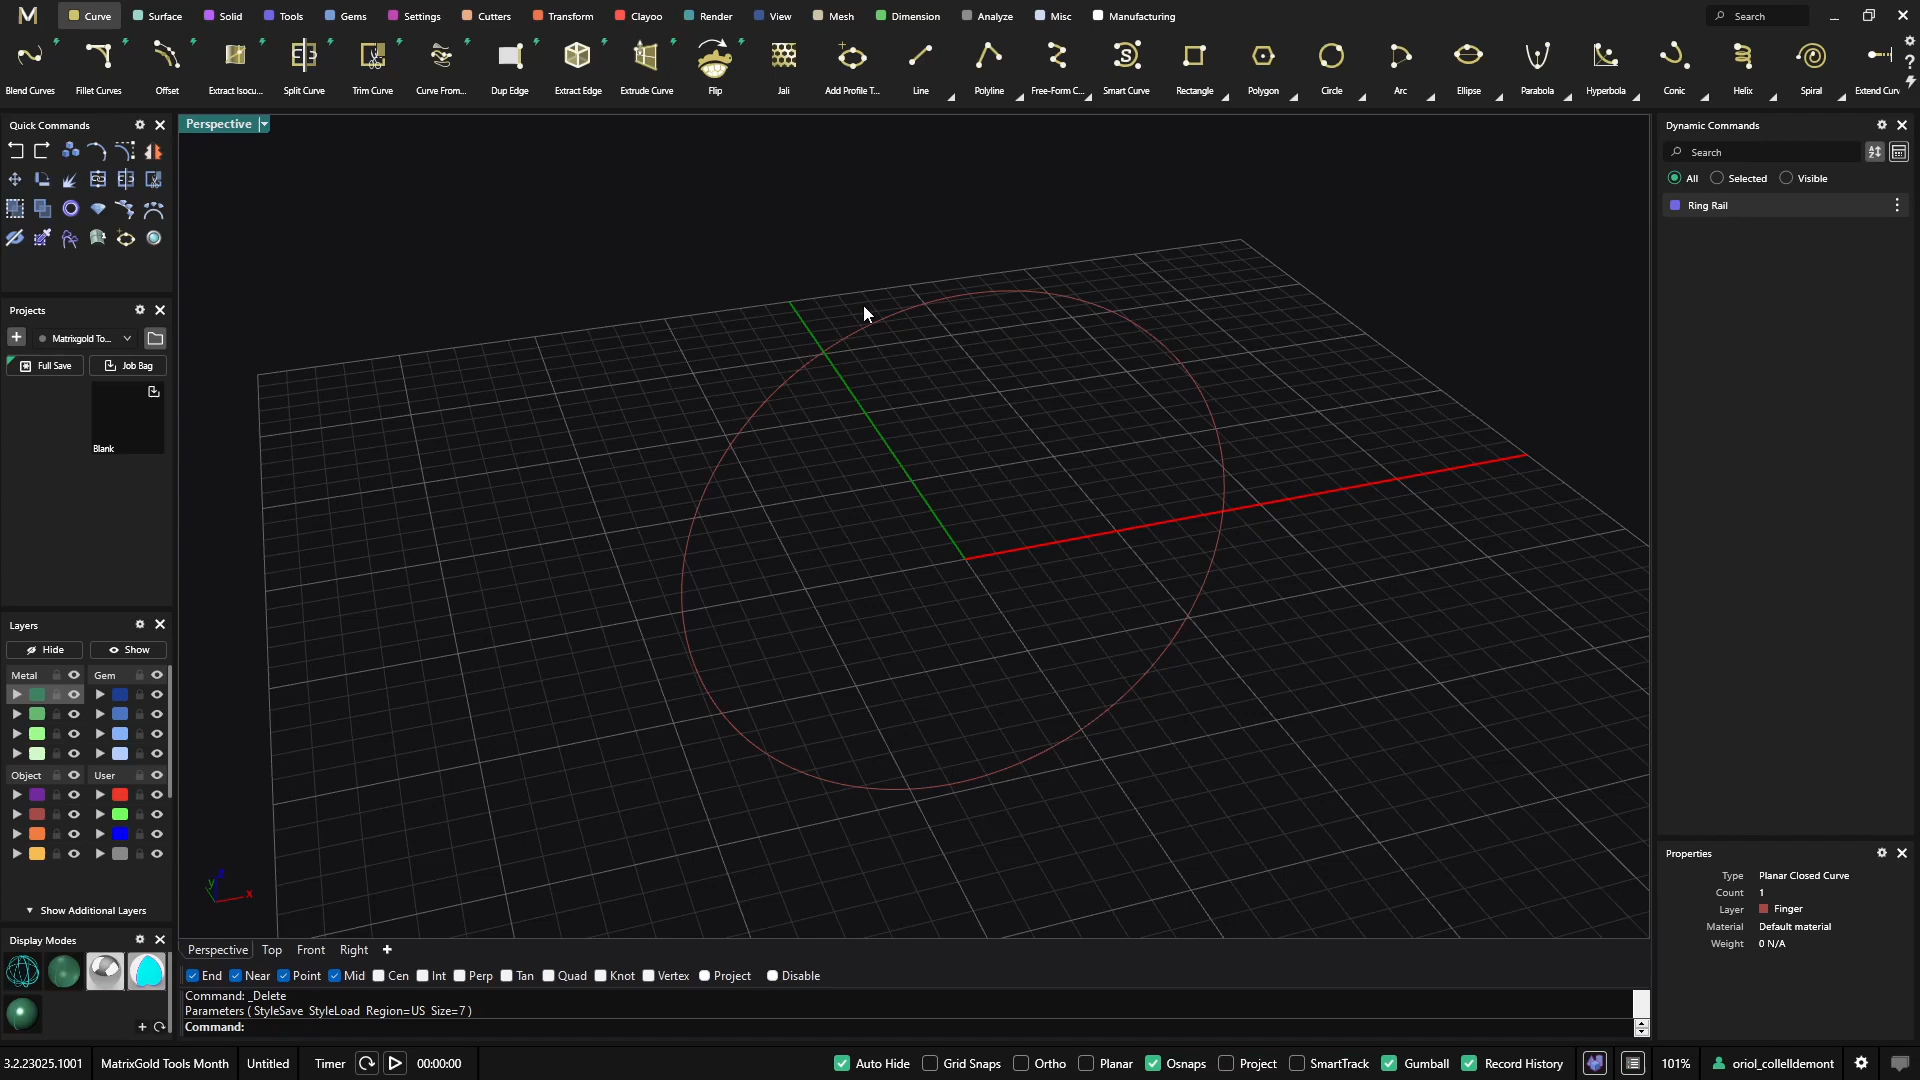 Curve Surface Solid Tools Gems Settings Cutters Transform Clayoo Render View Mesh Dimension Analyze Misc Manufacturing Search
Blend Curves Fillet Curves Offset Extract Isocu... Split Curve Trim Curve Curve From... Dup Edge Extract Edge Extrude Curve Flip Jali Add Profile T... Line Polyline Free-Form C... Smart Curve Rectangle Polygon Circle Arc Ellipse Parabola Hyperbola Conic Helix Spiral Extend Curv
Quick Commands
Projects
Matrixgold To...
Full Save Job Bag
Blank
Layers
Hide Show
Metal Gem
Object User
Show Additional Layers
Display Modes
Perspective
z
y
x
Perspective Top Front Right
End Near Point Mid Cen Int Perp Tan Quad Knot Vertex Project Disable
Command: _Delete
Parameters ( StyleSave StyleLoad Region=US Size=7 )
Command:
Dynamic Commands
Search
All Selected Visible
Ring Rail
Properties
Type Planar Closed Curve
Count 1
Layer Finger
Material Default material
Weight 0 N/A
3.2.23025.1001 MatrixGold Tools Month Untitled Timer 00:00:00 Auto Hide Grid Snaps Ortho Planar Osnaps Project SmartTrack Gumball Record History 101% oriol_collelldemont